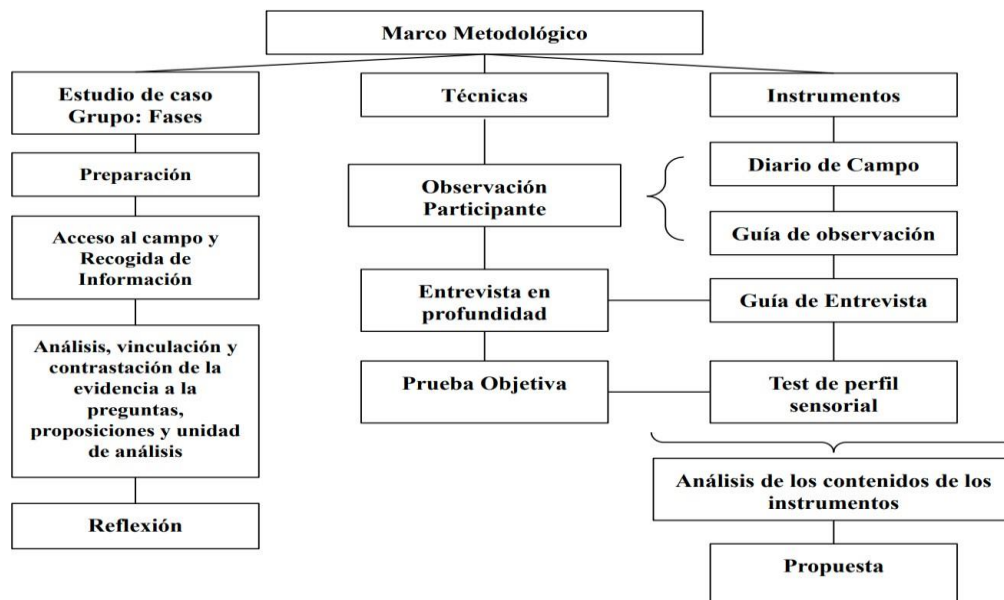 Marco Metodológico
Estudio de caso
Grupo: Fases
Preparación
Acceso al campo y
Recogida de
Información
Análisis, vinculación y
contrastación de la
evidencia a la
preguntas,
proposiciones y unidad
de análisis
Reflexión
Técnicas
Observación
Participante
Entrevista en
profundidad
Prueba Objetiva
Instrumentos
Diario de Campo
Guía de observación
Guía de Entrevista
Test de perfil
sensorial
Análisis de los contenidos de los
instrumentos
Propuesta